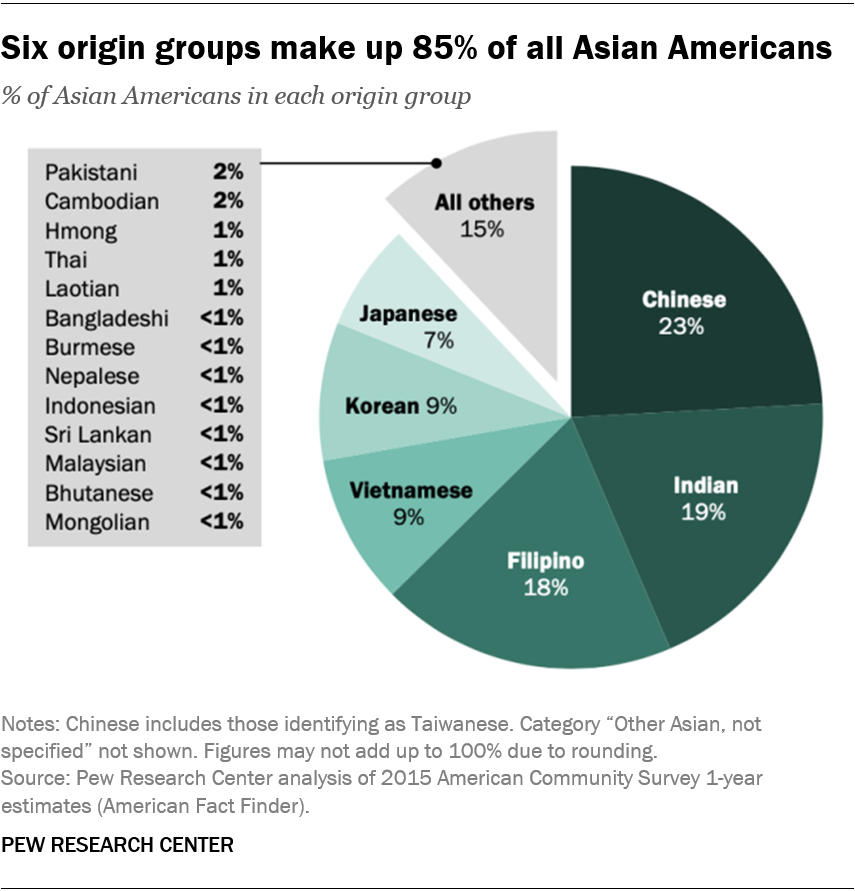 Six origin groups make up 85% of all Asian Americans
% of Asian Americans in each origin group
Pakistani 2%
Cambodian 2%
Hmong 1%
Thai 1%
Laotian 1%
Bangladeshi <1%
Burmese <1%
Nepalese <1%
Indonesian <1%
Sri Lankan <1%
Malaysian <1%
Bhutanese <1%
Mongolian <1%
All others
15%
Chinese
23%
Indian
19%
Filipino
18%
Vietnamese
9%
Korean 9%
Japanese
7%
Notes: Chinese includes those identifying as Taiwanese. Category “Other Asian, not
specified” not shown. Figures may not add up to 100% due to rounding.
Source: Pew Research Center analysis of 2015 American Community Survey 1-year
estimates (American Fact Finder).
PEW RESEARCH CENTER